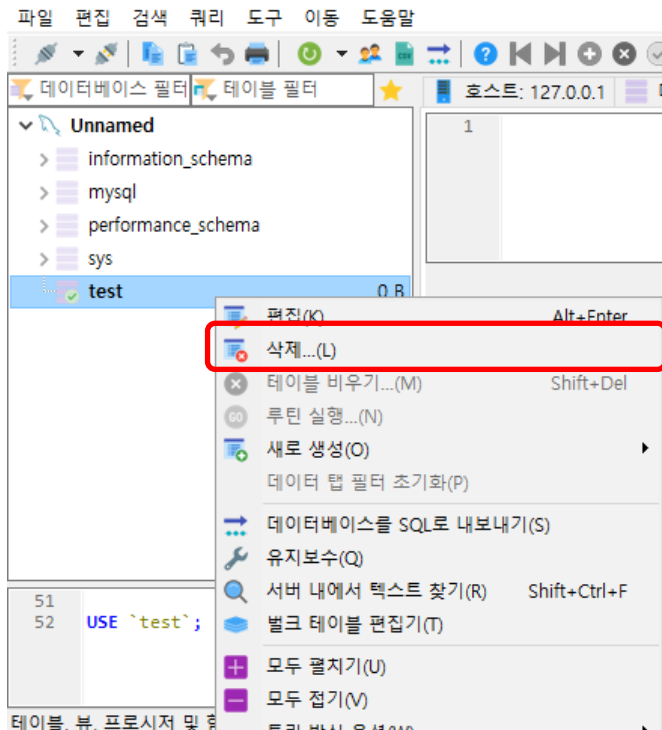 파일 편집 검색 쿼리 도구 이동 도움말
데이터베이스 필터 테이블 필터 호스트: 127.0.0.1
Unnamed
1
information_schema
mysql
performance_schema
sys
test 0 B
편집(K) Alt+Enter
삭제...(L)
테이블 비우기...(M) Shift+Del
루틴 실행...(N)
새로 생성(O)
데이터 탭 필터 초기화(P)
데이터베이스를 SQL로 내보내기(S)
유지보수(Q)
서버 내에서 텍스트 찾기(R) Shift+Ctrl+F
벌크 테이블 편집기(T)
모두 펼치기(U)
모두 접기(V)
51
52 USE `test`;
테이블, 뷰, 프로시저 및